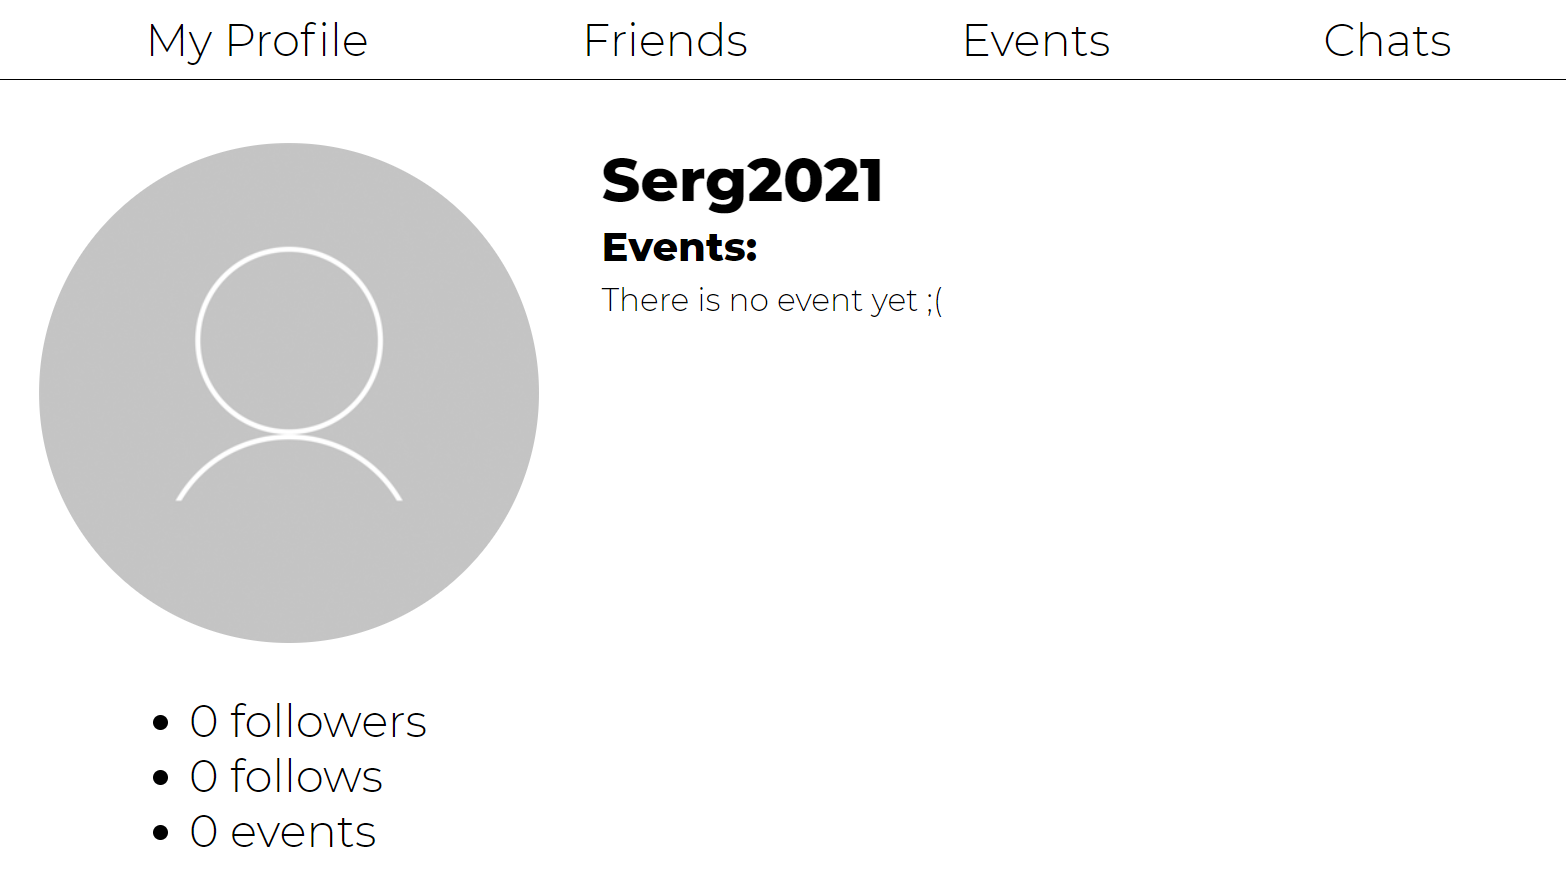 My Profile Friends Events Chats
Serg2021
Events:
There is no event yet ;(
0 followers
0 follows
0 events